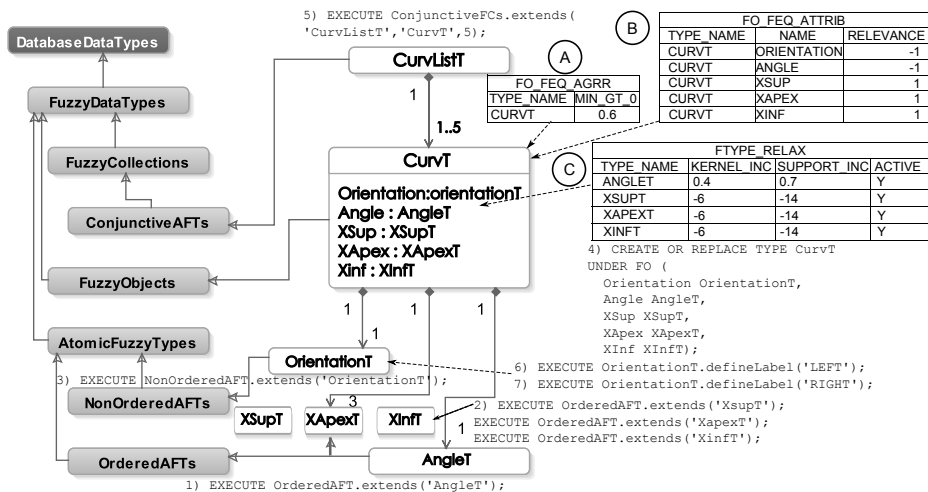 5) EXECUTE ConjunctiveFCs.extends(
'CurvListT','CurvT',5);
DatabaseDataTypes
FuzzyDataTypes
FuzzyCollections
ConjunctiveAFTs
FuzzyObjects
AtomicFuzzyTypes
NonOrderedAFTs
OrderedAFTs
CurvListT
1
1..5
A
FO_FEQ_AGRR
TYPE_NAME MIN_GT_0
CURVT 0.6
B
FO_FEQ_ATTRIB
TYPE_NAME NAME RELEVANCE
CURVT ORIENTATION -1
CURVT ANGLE -1
CURVT XSUP 1
CURVT XAPEX 1
CURVT XINF 1
CurvT
Orientation:orientationT
Angle : AngleT
XSup : XSupT
XApex : XApexT
Xinf : XInfT
C
FTYPE_RELAX
TYPE_NAME KERNEL_INC SUPPORT_INC ACTIVE
ANGLET 0.4 0.7 Y
XSUPT -6 -14 Y
XAPEXT -6 -14 Y
XINFT -6 -14 Y
4) CREATE OR REPLACE TYPE CurvT
UNDER FO (
Orientation OrientationT,
Angle AngleT,
XSup XSupT,
XApex XApexT,
XInf XInfT);
1
1
1
1
OrientationT
6) EXECUTE OrientationT.defineLabel('LEFT');
7) EXECUTE OrientationT.defineLabel('RIGHT');
3) EXECUTE NonOrderedAFT.extends('OrientationT');
3
XSupT
XApexT
XInfT
2) EXECUTE OrderedAFT.extends('XsupT');
EXECUTE OrderedAFT.extends('XapexT');
EXECUTE OrderedAFT.extends('XinfT');
1
AngleT
1) EXECUTE OrderedAFT.extends('AngleT');